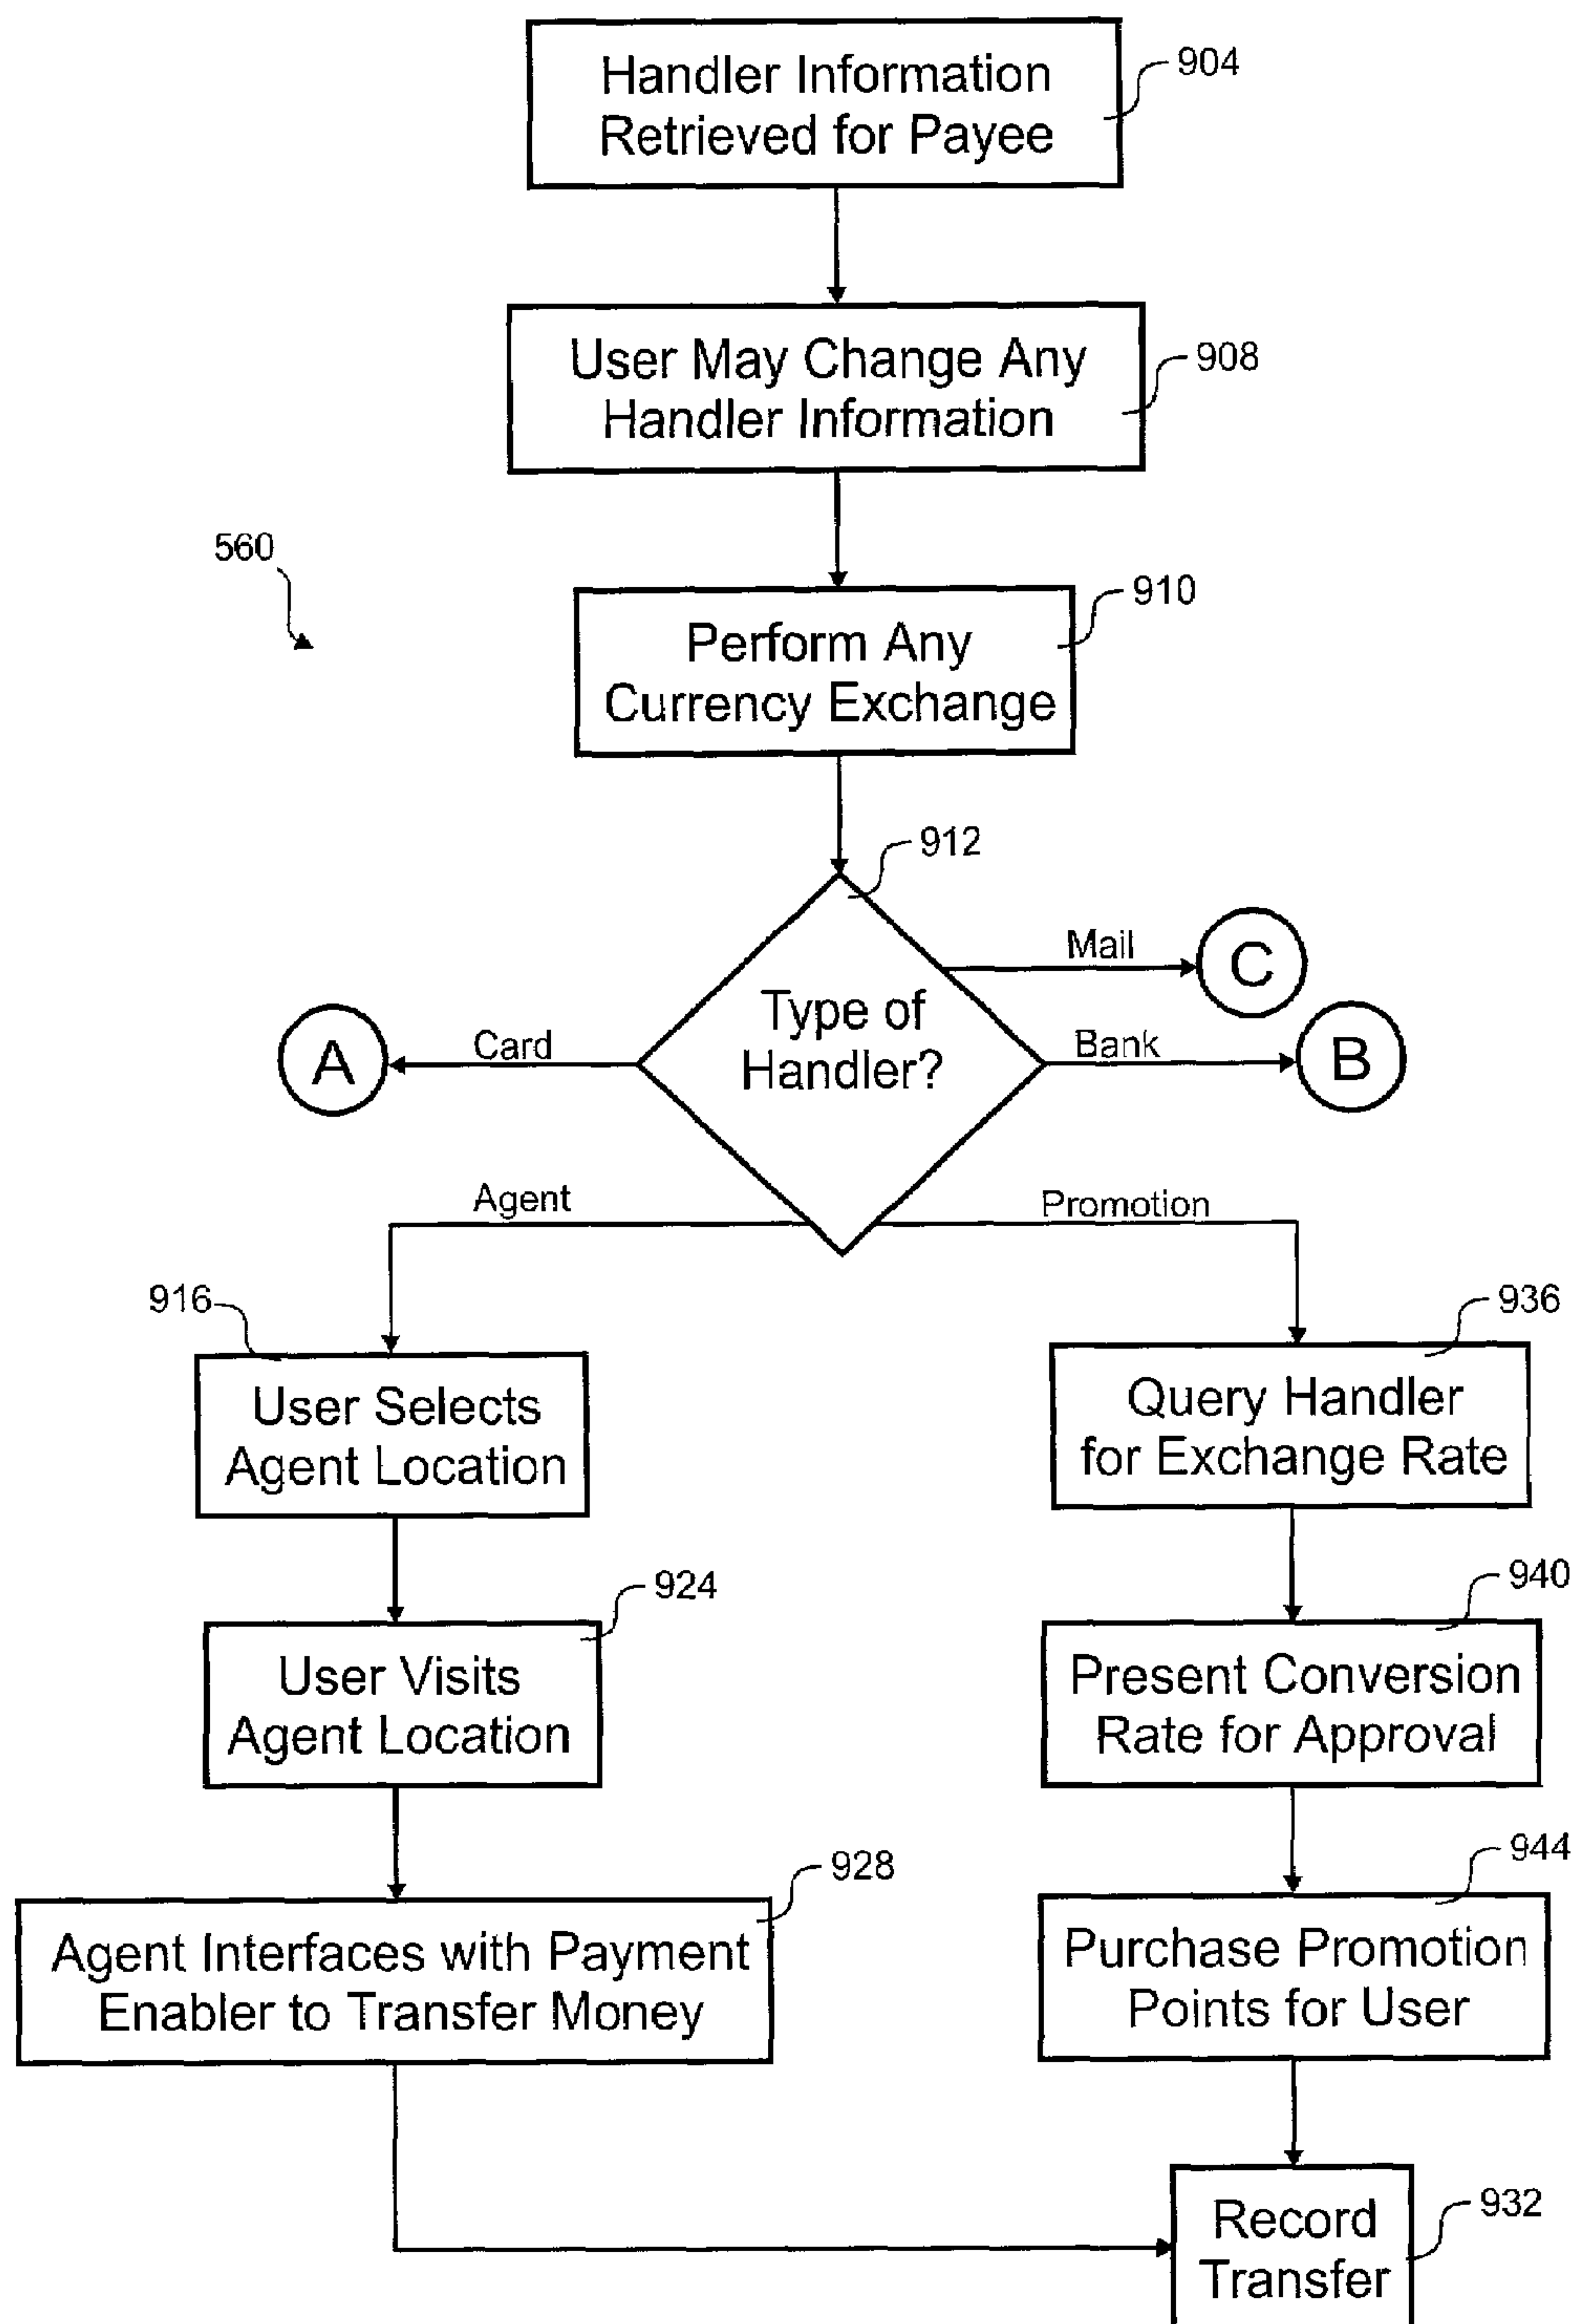 Handler Information
Retrieved for Payee
904
User May Change Any
Handler Information
908
560
Perform Any
Currency Exchange
910
912
Type of
Handler?
Mail
C
Card
A
Bank
B
Agent
Promotion
916
User Selects
Agent Location
936
Query Handler
for Exchange Rate
924
User Visits
Agent Location
940
Present Conversion
Rate for Approval
928
Agent Interfaces with Payment
Enabler to Transfer Money
944
Purchase Promotion
Points for User
932
Record
Transfer